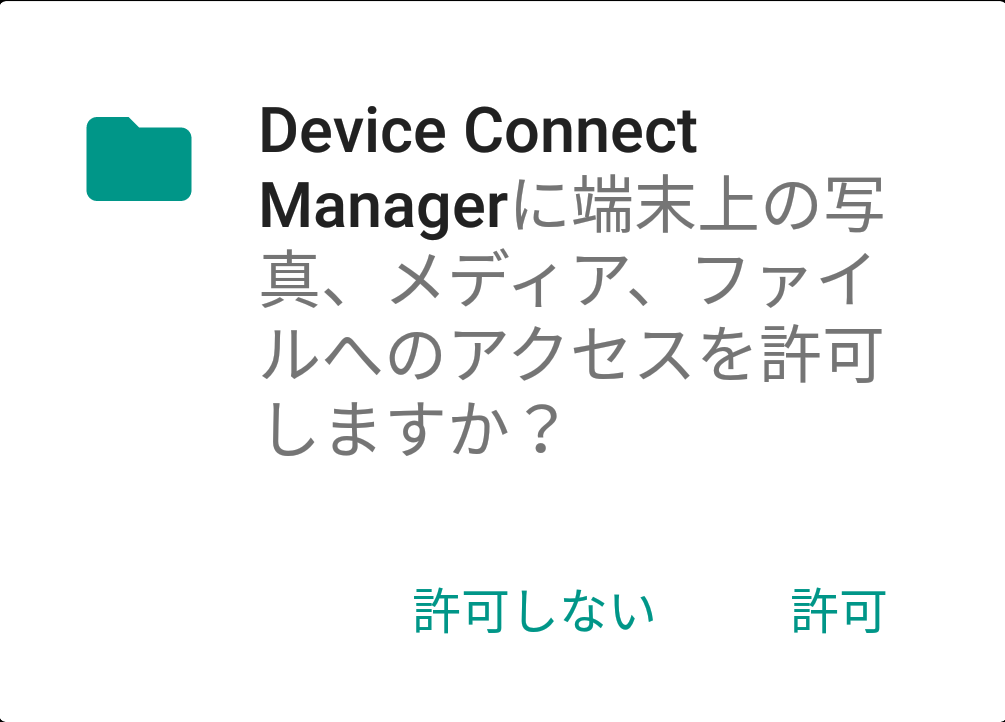 Device Connect
Managerに端末上の写
真、メディア、ファイ
ルへのアクセスを許可
しますか？
許可しない 許可